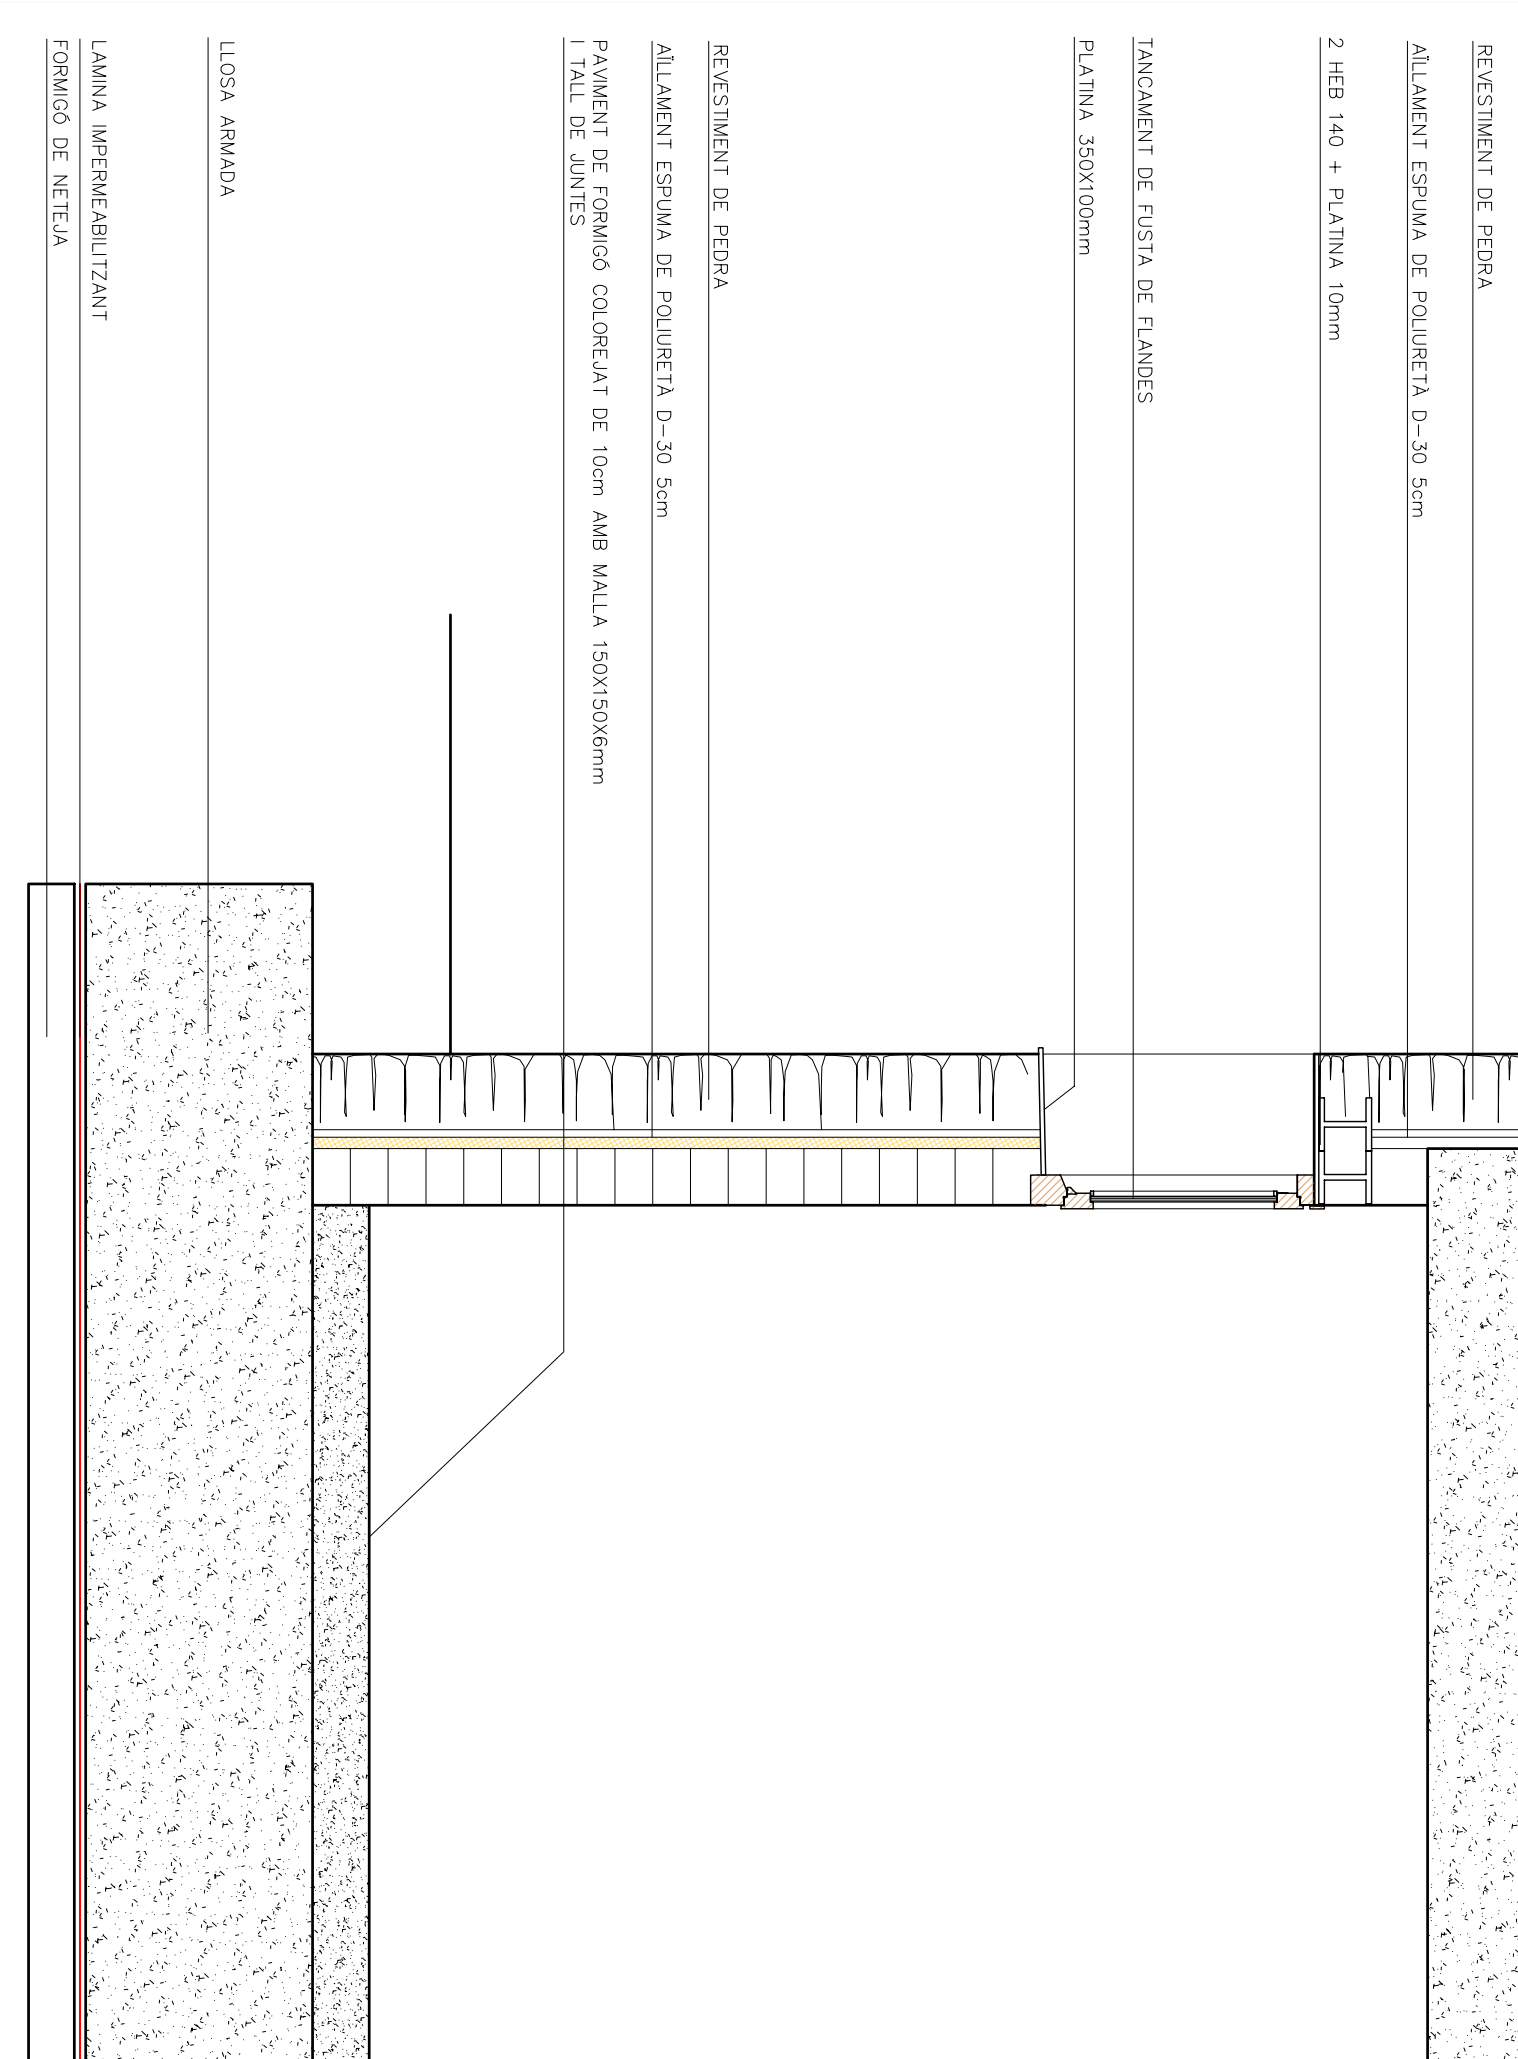 REVESTIMENT DE PEDRA
AÏLLAMENT ESPUMA DE POLIURETÀ D-30 5cm
2 HEB 140 + PLATINA 10mm
TANCAMENT DE FUSTA DE FLANDES
PLATINA 350X100mm
REVESTIMENT DE PEDRA
AÏLLAMENT ESPUMA DE POLIURETÀ D-30 5cm
PAVIMENT DE FORMIGÓ COLOREJAT DE 10cm AMB MALLA 150X150X6mm
I TALL DE JUNTES
LLOSA ARMADA
LAMINA IMPERMEABILITZANT
FORMIGÓ DE NETEJA